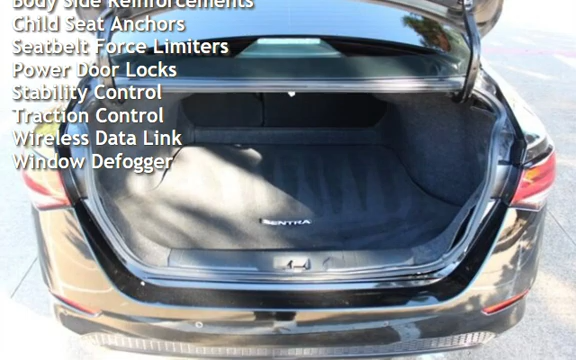 Body Side Reinforcements
Child Seat Anchors
Seatbelt Force Limiters
Power Door Locks
Stability Control
Traction Control
Wireless Data Link
Window Defogger
SENTRA